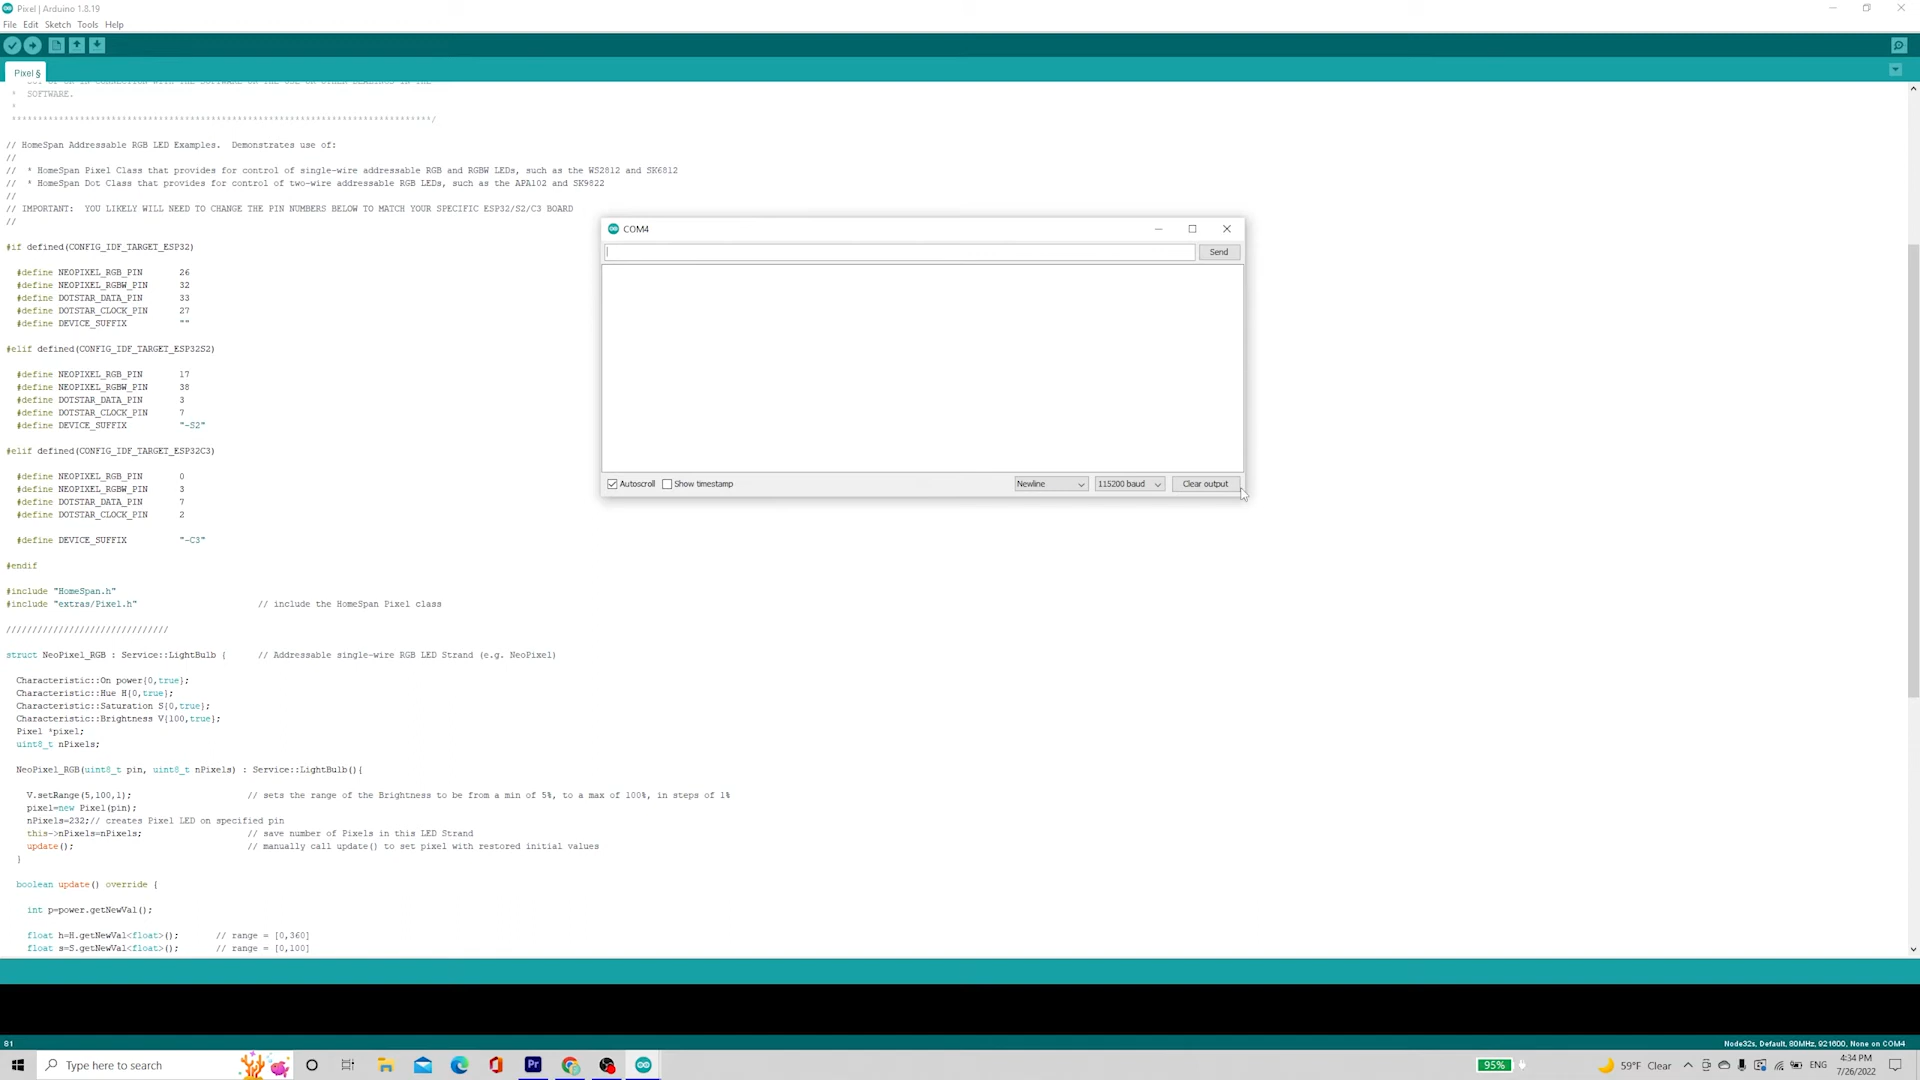 Pixel | Arduino 1.8.19
File Edit Sketch Tools Help
Pixel §
* SOFTWARE.
*
********************************************************************************/
// HomeSpan Addressable RGB LED Examples.  Demonstrates use of:
//
//  * HomeSpan Pixel Class that provides for control of single-wire addressable RGB and RGBW LEDs, such as the WS2812 and SK6812
//  * HomeSpan Dot Class that provides for control of two-wire addressable RGB LEDs, such as the APA102 and SK9822
//
// IMPORTANT:  YOU LIKELY WILL NEED TO CHANGE THE PIN NUMBERS BELOW TO MATCH YOUR SPECIFIC ESP32/S2/C3 BOARD
//
#if defined(CONFIG_IDF_TARGET_ESP32)
#define NEOPIXEL_RGB_PIN 26
#define NEOPIXEL_RGBW_PIN 32
#define DOTSTAR_DATA_PIN 33
#define DOTSTAR_CLOCK_PIN 27
#define DEVICE_SUFFIX ""
#elif defined(CONFIG_IDF_TARGET_ESP32S2)
#define NEOPIXEL_RGB_PIN 17
#define NEOPIXEL_RGBW_PIN 38
#define DOTSTAR_DATA_PIN 3
#define DOTSTAR_CLOCK_PIN 7
#define DEVICE_SUFFIX "-S2"
#elif defined(CONFIG_IDF_TARGET_ESP32C3)
#define NEOPIXEL_RGB_PIN 0
#define NEOPIXEL_RGBW_PIN 3
#define DOTSTAR_DATA_PIN 7
#define DOTSTAR_CLOCK_PIN 2
#define DEVICE_SUFFIX "-C3"
#endif
#include "HomeSpan.h"
#include "extras/Pixel.h" // include the HomeSpan Pixel class
///////////////////////////////
struct NeoPixel_RGB : Service::LightBulb { // Addressable single-wire RGB LED Strand (e.g. NeoPixel)
Characteristic::On power{0,true};
Characteristic::Hue H{0,true};
Characteristic::Saturation S{0,true};
Characteristic::Brightness V{100,true};
Pixel *pixel;
uint8_t nPixels;
NeoPixel_RGB(uint8_t pin, uint8_t nPixels) : Service::LightBulb(){
V.setRange(5,100,1); // sets the range of the Brightness to be from a min of 5%, to a max of 100%, in steps of 1%
pixel=new Pixel(pin);
nPixels=232;// creates Pixel LED on specified pin
this->nPixels=nPixels; // save number of Pixels in this LED Strand
update(); // manually call update() to set pixel with restored initial values
}
boolean update() override {
int p=power.getNewVal();
float h=H.getNewVal<float>(); // range = [0,360]
float s=S.getNewVal<float>(); // range = [0,100]
COM4
Send
Autoscroll Show timestamp Newline 115200 baud Clear output
81
Node32s, Default, 80MHz, 921600, None on COM4
Type here to search
Pr
95%
59°F Clear
ENG
4:34 PM
7/26/2022